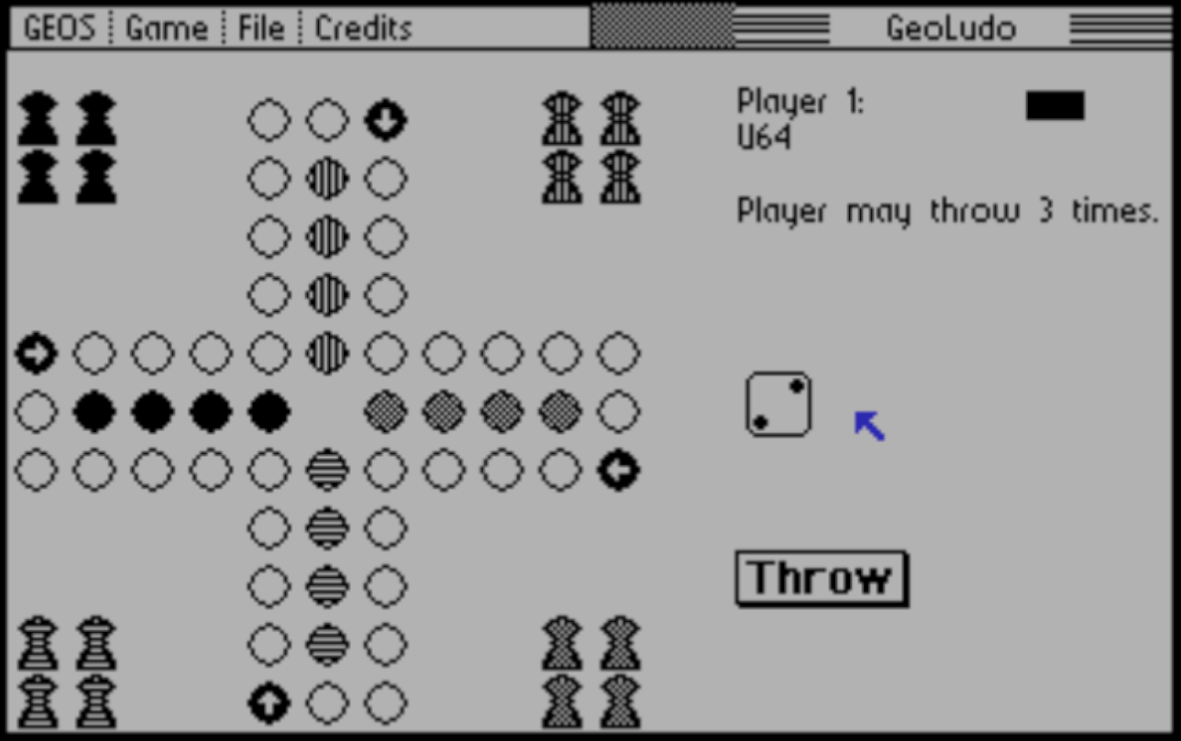 GEOS Game File Credits GeoLudo
Player 1:
U64
Player may throw 3 times.
Throw